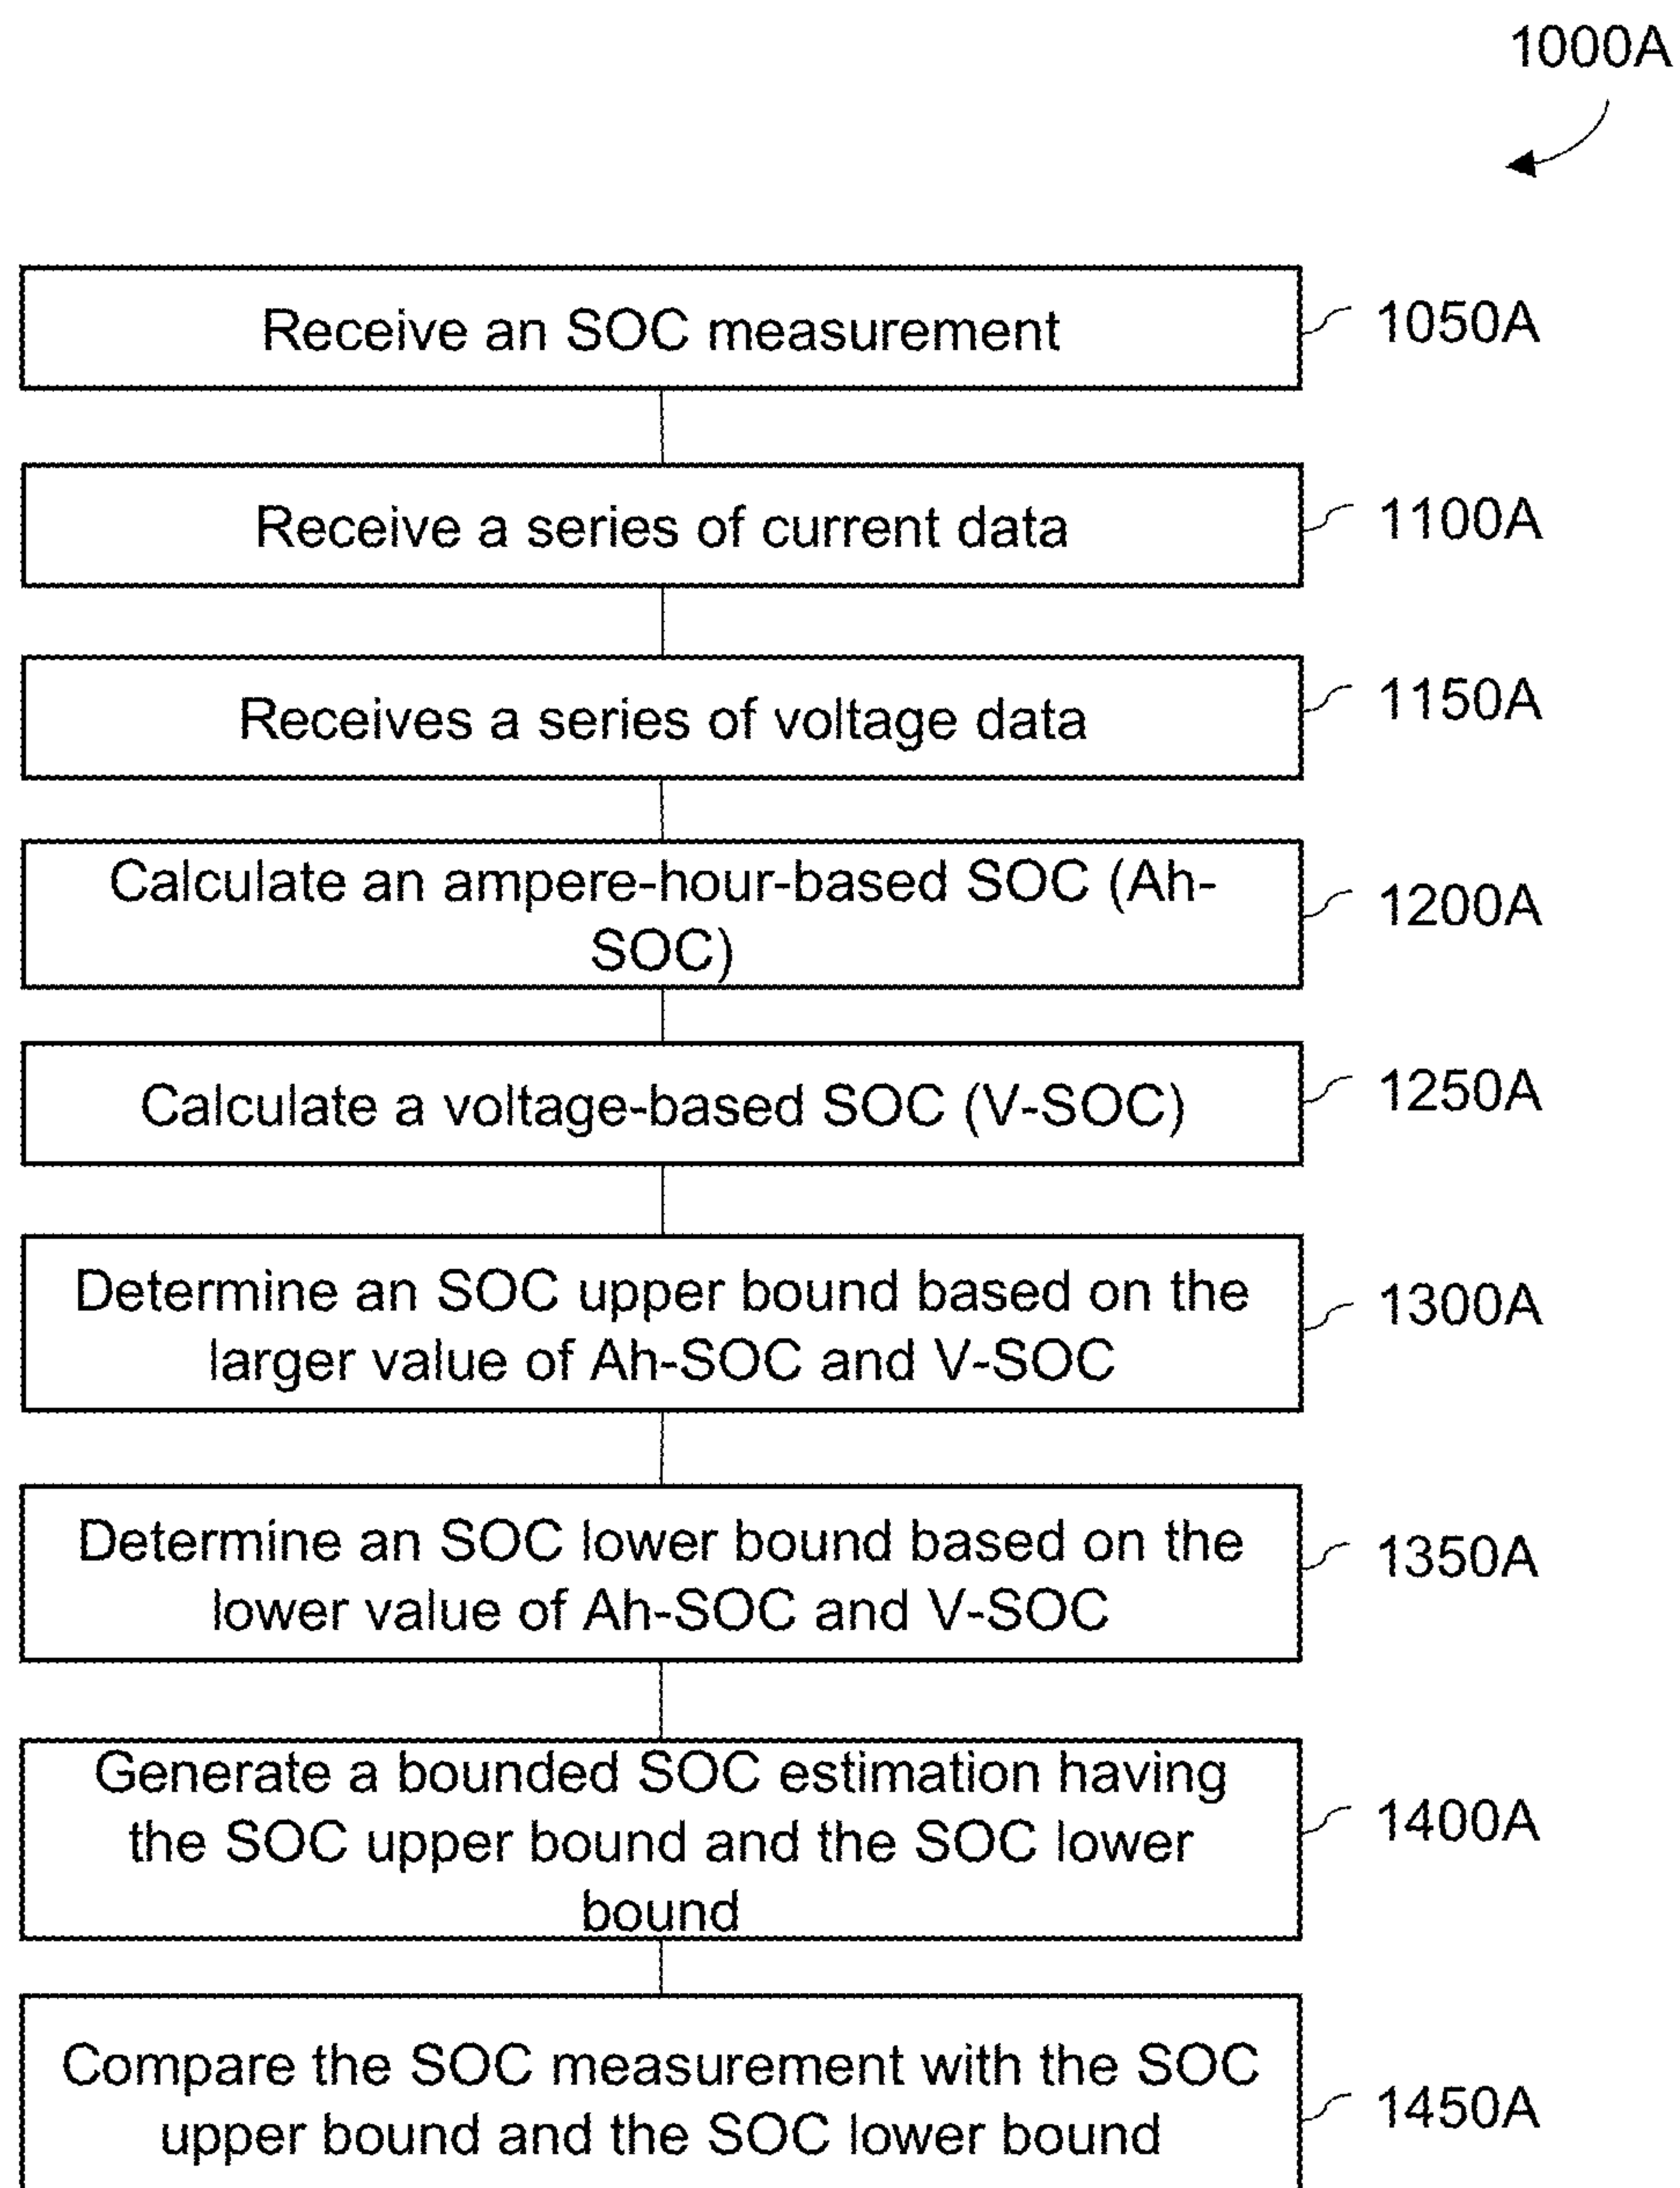 1000A
Receive an SOC measurement
1050A
Receive a series of current data
1100A
Receives a series of voltage data
1150A
Calculate an ampere-hour-based SOC (Ah-
SOC)
1200A
Calculate a voltage-based SOC (V-SOC)
1250A
Determine an SOC upper bound based on the
larger value of Ah-SOC and V-SOC
1300A
Determine an SOC lower bound based on the
lower value of Ah-SOC and V-SOC
1350A
Generate a bounded SOC estimation having
the SOC upper bound and the SOC lower
bound
1400A
Compare the SOC measurement with the SOC
upper bound and the SOC lower bound
1450A